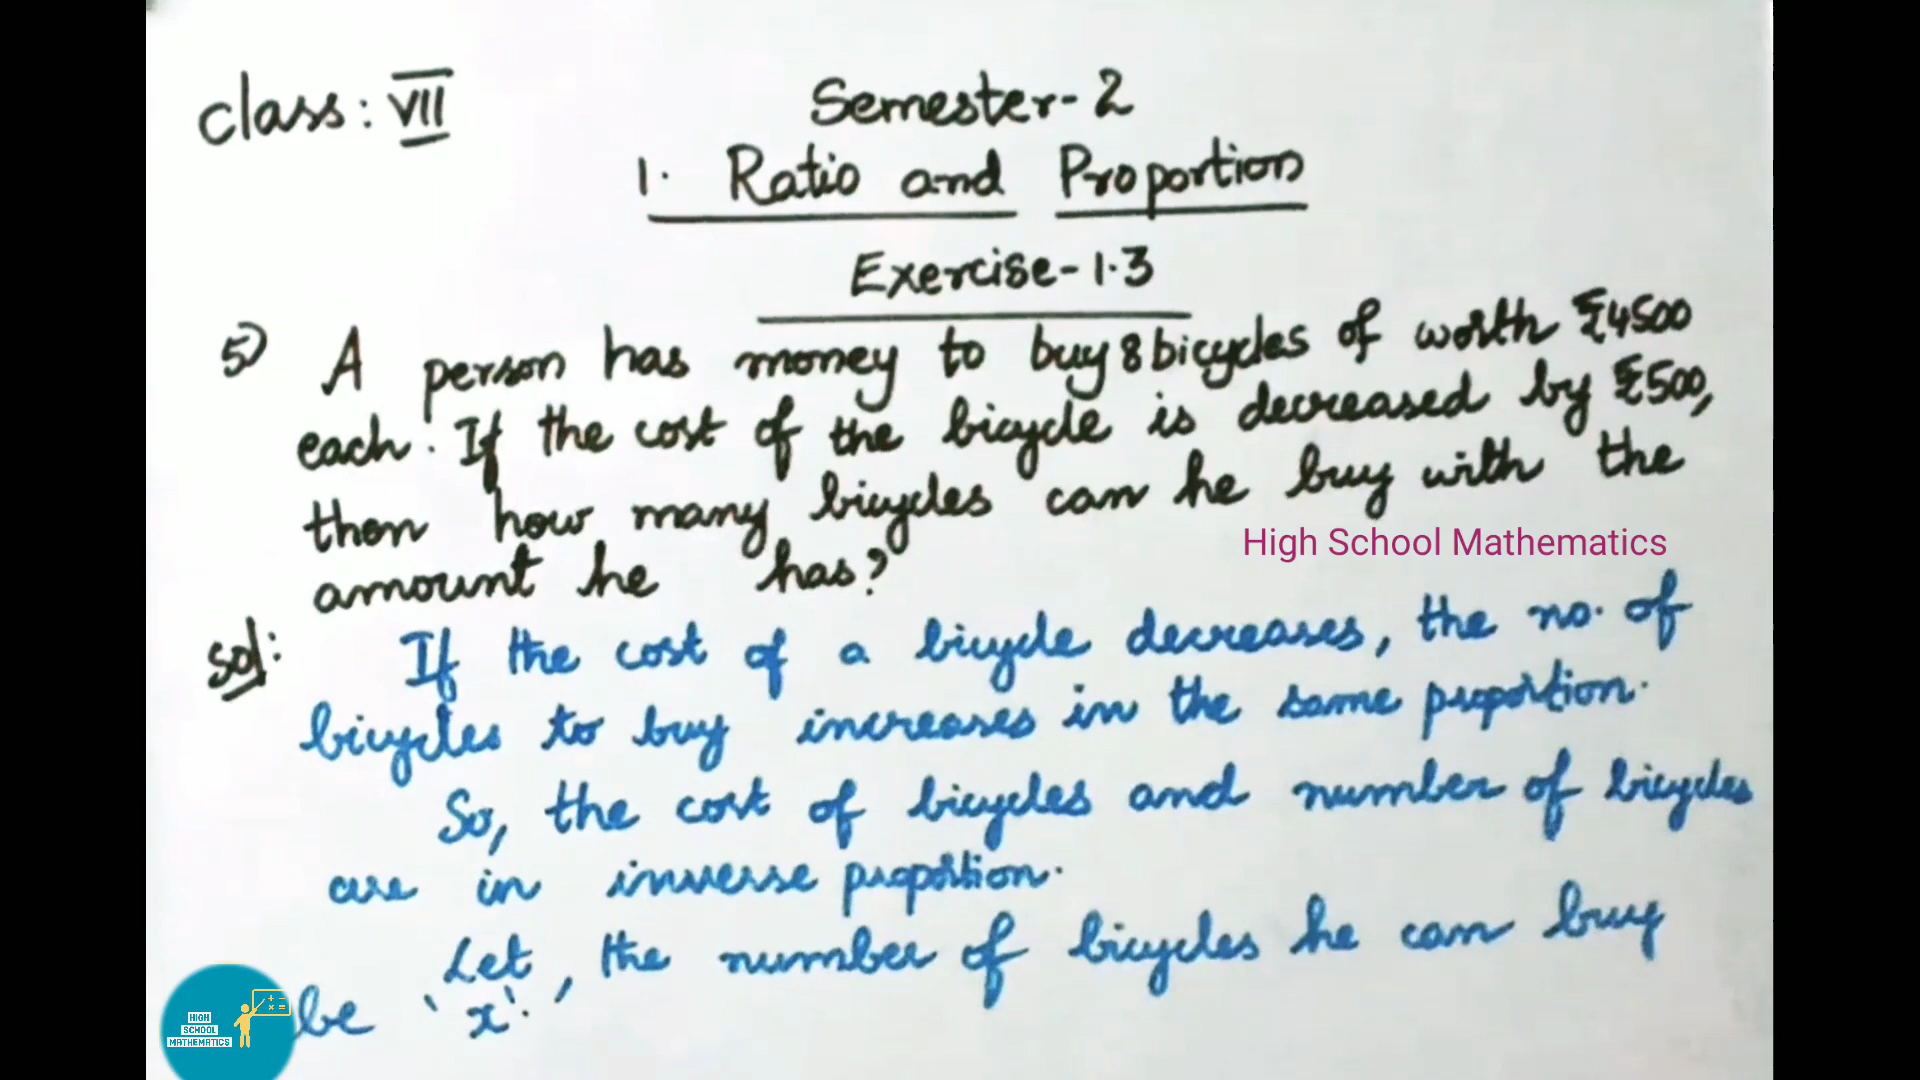 class: VII
Semester-2
1. Ratio and Proportion
Exercise-1.3
5) A person has money to buy 8 bicycles of worth ₹4500
each. If the cost of the bicycle is decreased by ₹500,
then how many bicycles can he buy with the
amount he has?
High School Mathematics
Sol: If the cost of a bicycle decreases, the no. of
bicycles to buy increases in the same proportion.
So, the cost of bicycles and number of bicycles
are in inverse proportion.
Let, the number of bicycles he can buy
be 'x'.
HIGH
SCHOOL
MATHEMATICS